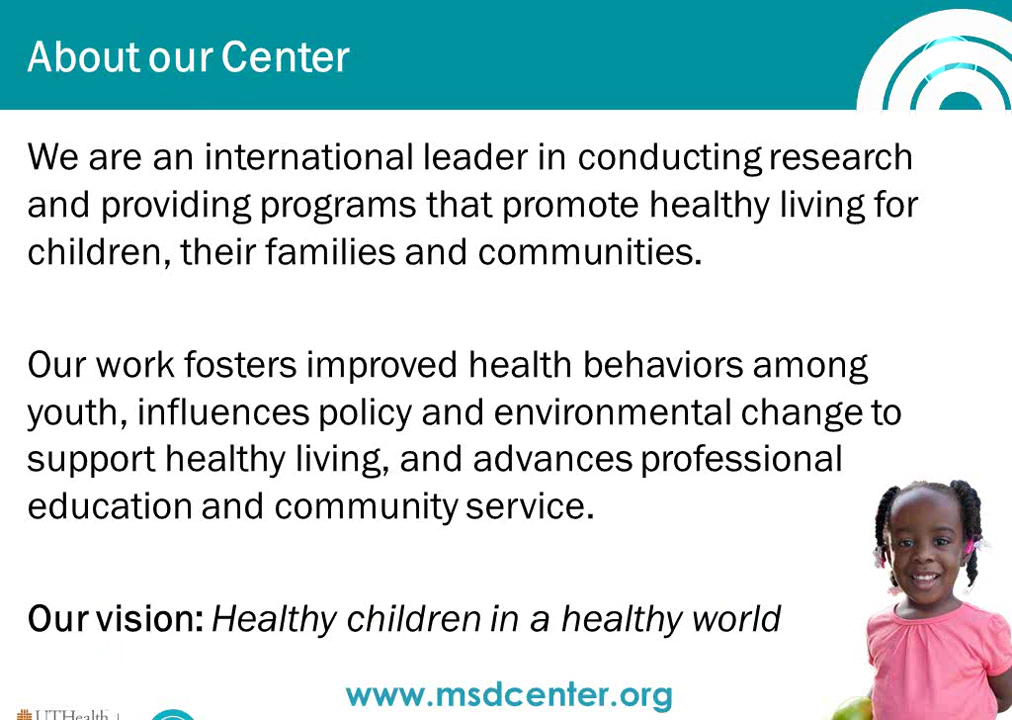 About our Center
We are an international leader in conducting research
and providing programs that promote healthy living for
children, their families and communities.
Our work fosters improved health behaviors among
youth, influences policy and environmental change to
support healthy living, and advances professional
education and community service.
Our vision: Healthy children in a healthy world
www.msdcenter.org
UTHealth